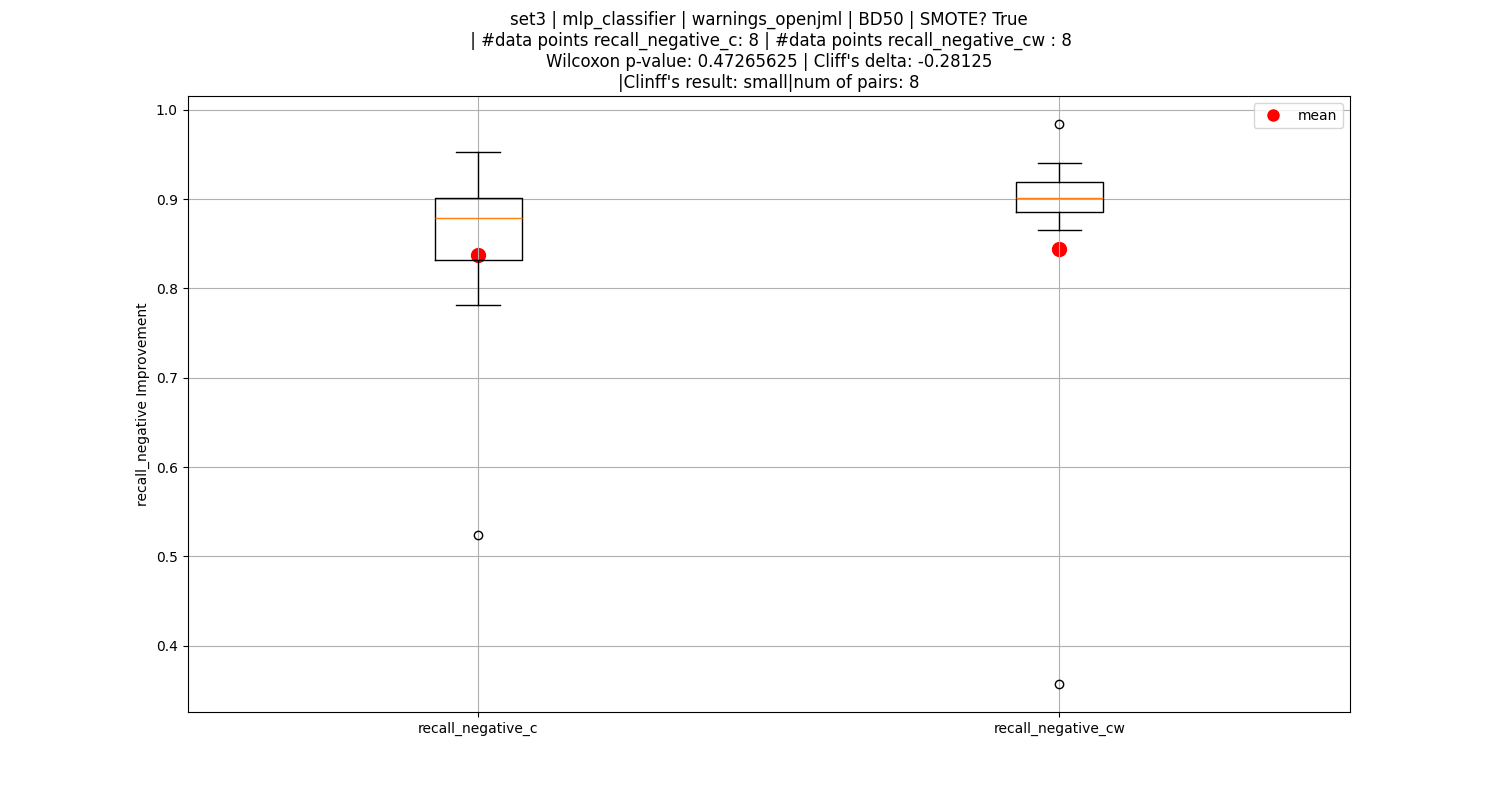 set3 | mlp_classifier | warnings_openjml | BD50 | SMOTE? True
| #data points recall_negative_c: 8 | #data points recall_negative_cw : 8
Wilcoxon p-value: 0.47265625 | Cliff's delta: -0.28125
|Clinff's result: small|num of pairs: 8
mean
1.0
0.9
0.8
0.7
0.6
0.5
0.4
recall_negative Improvement
recall_negative_c
recall_negative_cw